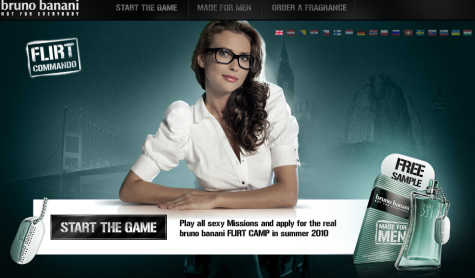 bruno banani
NOT FOR EVERYBODY
START THE GAME
MADE FOR MEN
ORDER A FRAGRANCE
FLIRT
COMMANDO
FREE
SAMPLE
bruno banani
MADE FOR
MEN
START THE GAME
Play all sexy Missions and apply for the real
bruno banani FLIRT CAMP in summer 2010